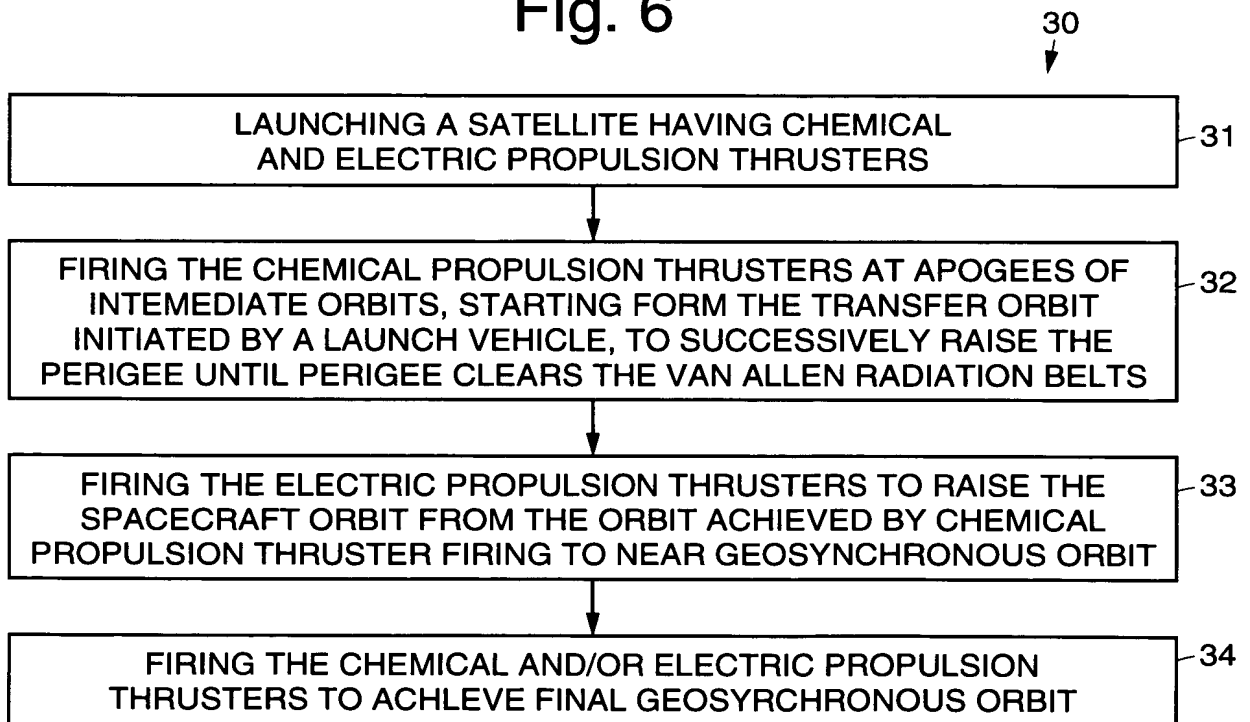 Fig. 6
30
LAUNCHING A SATELLITE HAVING CHEMICAL
AND ELECTRIC PROPULSION THRUSTERS
31
FIRING THE CHEMICAL PROPULSION THRUSTERS AT APOGEES OF
INTEMEDIATE ORBITS, STARTING FORM THE TRANSFER ORBIT
INITIATED BY A LAUNCH VEHICLE, TO SUCCESSIVELY RAISE THE
PERIGEE UNTIL PERIGEE CLEARS THE VAN ALLEN RADIATION BELTS
32
FIRING THE ELECTRIC PROPULSION THRUSTERS TO RAISE THE
SPACECRAFT ORBIT FROM THE ORBIT ACHIEVED BY CHEMICAL
PROPULSION THRUSTER FIRING TO NEAR GEOSYNCHRONOUS ORBIT
33
FIRING THE CHEMICAL AND/OR ELECTRIC PROPULSION
THRUSTERS TO ACHLEVE FINAL GEOSYRCHRONOUS ORBIT
34